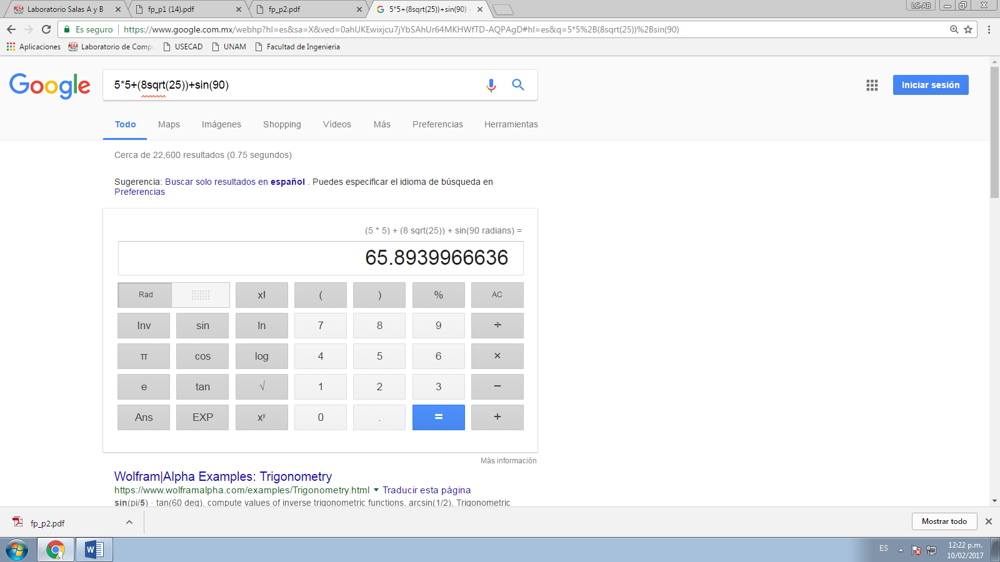 Laboratorio Salas A y B
fp_p1 (14).pdf
fp_p2.pdf
5*5+(8sqrt(25))+sin(90) -
LC-AB
Es seguro
https://www.google.com.mx/webhp?hl=es&sa=X&ved=0ahUKEwixjcu7jYbSAhUr64MKHWfTD-AQPAgD#hl=es&q=5*5%2B(8sqrt(25))%2Bsin(90)
Aplicaciones
Laboratorio de Comp
USECAD
UNAM
Facultad de Ingenieria
Google
5*5+(8sqrt(25))+sin(90)
Iniciar sesión
Todo Maps Imágenes Shopping Vídeos Más Preferencias Herramientas
Cerca de 22,600 resultados (0.75 segundos)
Sugerencia: Buscar solo resultados en español . Puedes especificar el idioma de búsqueda en
Preferencias
(5 * 5) + (8 sqrt(25)) + sin(90 radians) =
65.8939966636
Rad x! ( ) % AC
Inv sin ln 7 8 9 ÷
π cos log 4 5 6 ×
e tan √ 1 2 3 −
Ans EXP xʸ 0 . = +
Más información
Wolfram|Alpha Examples: Trigonometry
https://www.wolframalpha.com/examples/Trigonometry.html Traducir esta página
sin(pi/5) · tan(60 deg). compute values of inverse trigonometric functions. arcsin(1/2). Trigonometric
fp_p2.pdf
Mostrar todo
W
ES
12:22 p.m.
10/02/2017